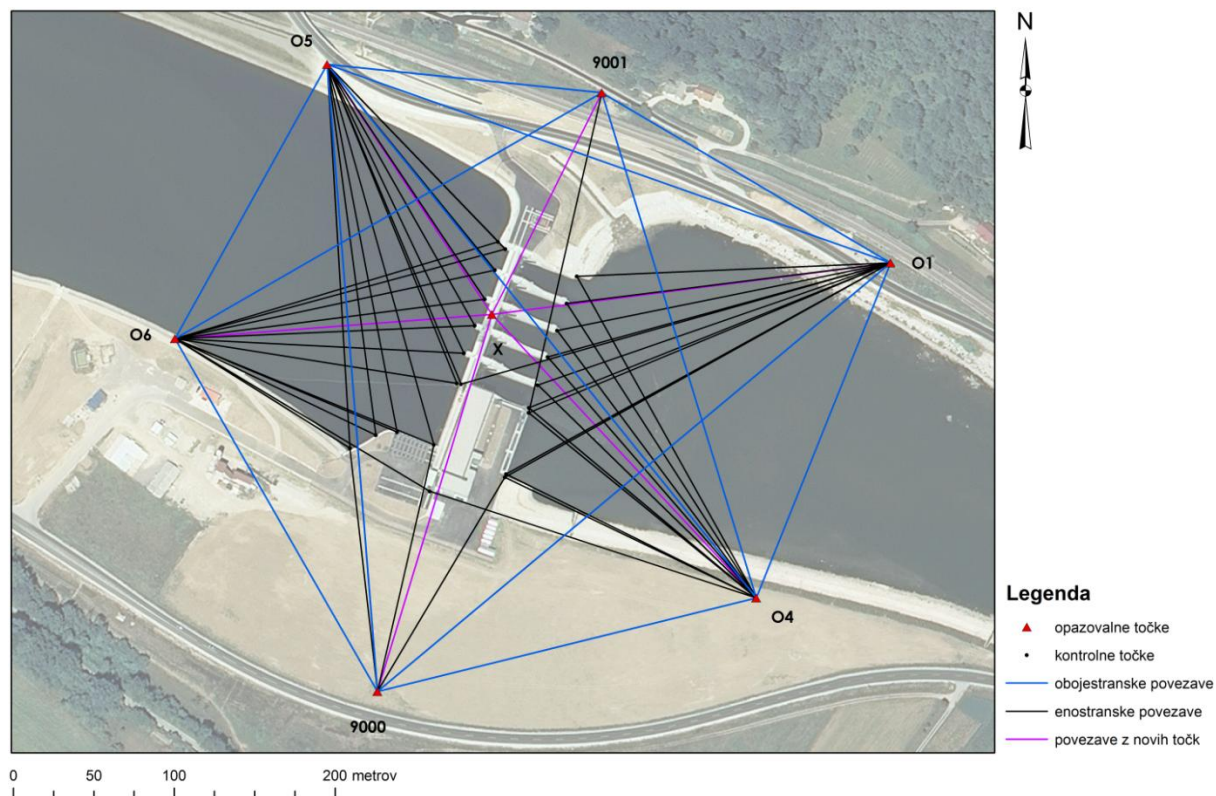 N
O5
9001
O1
O6
X
O4
9000
Legenda
opazovalne točke
kontrolne točke
obojestranske povezave
enostranske povezave
povezave z novih točk
0 50 100 200 metrov